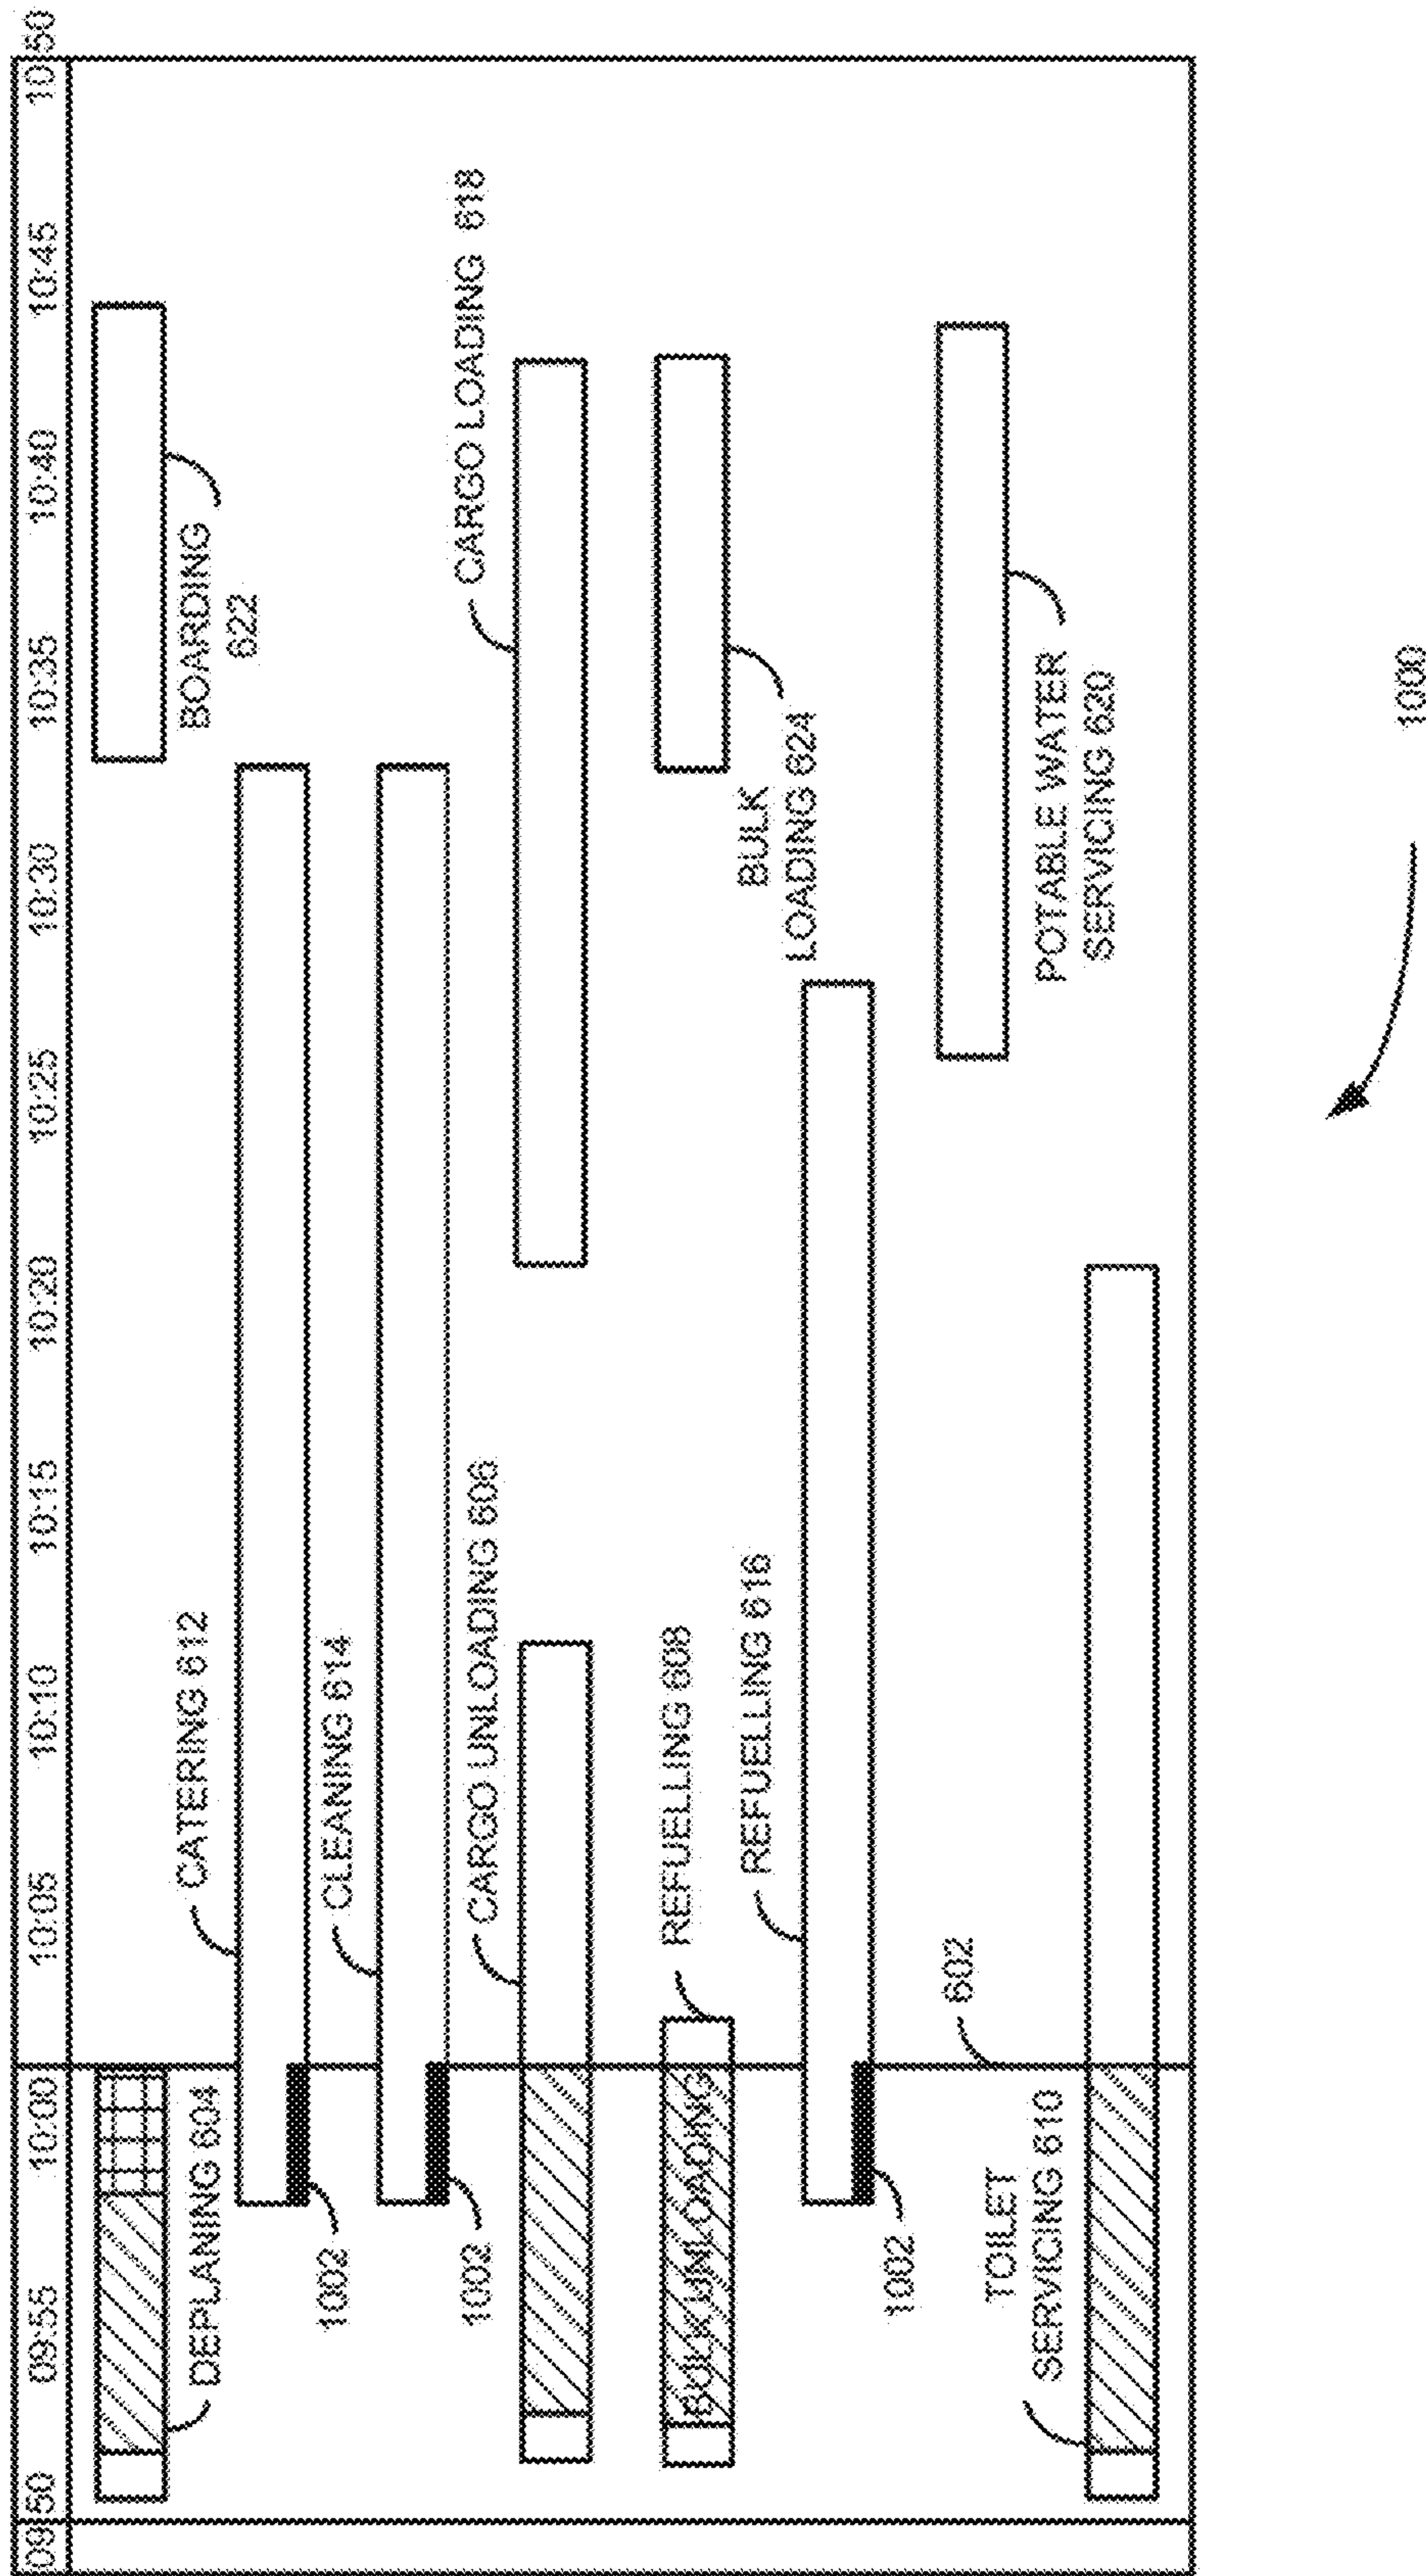 09:50 09:55 10:00 10:05 10:10 10:15 10:20 10:25 10:30 10:35 10:40 10:45 10:50
DEPLANING 604
BOARDING
622
CATERING 612
1002
CLEANING 614
1002
CARGO UNLOADING 606
CARGO LOADING 618
BULK UNLOADING
REFUELLING 608
BULK
LOADING 624
REFUELLING 616
1002
602
POTABLE WATER
SERVICING 620
TOILET
SERVICING 610
1000